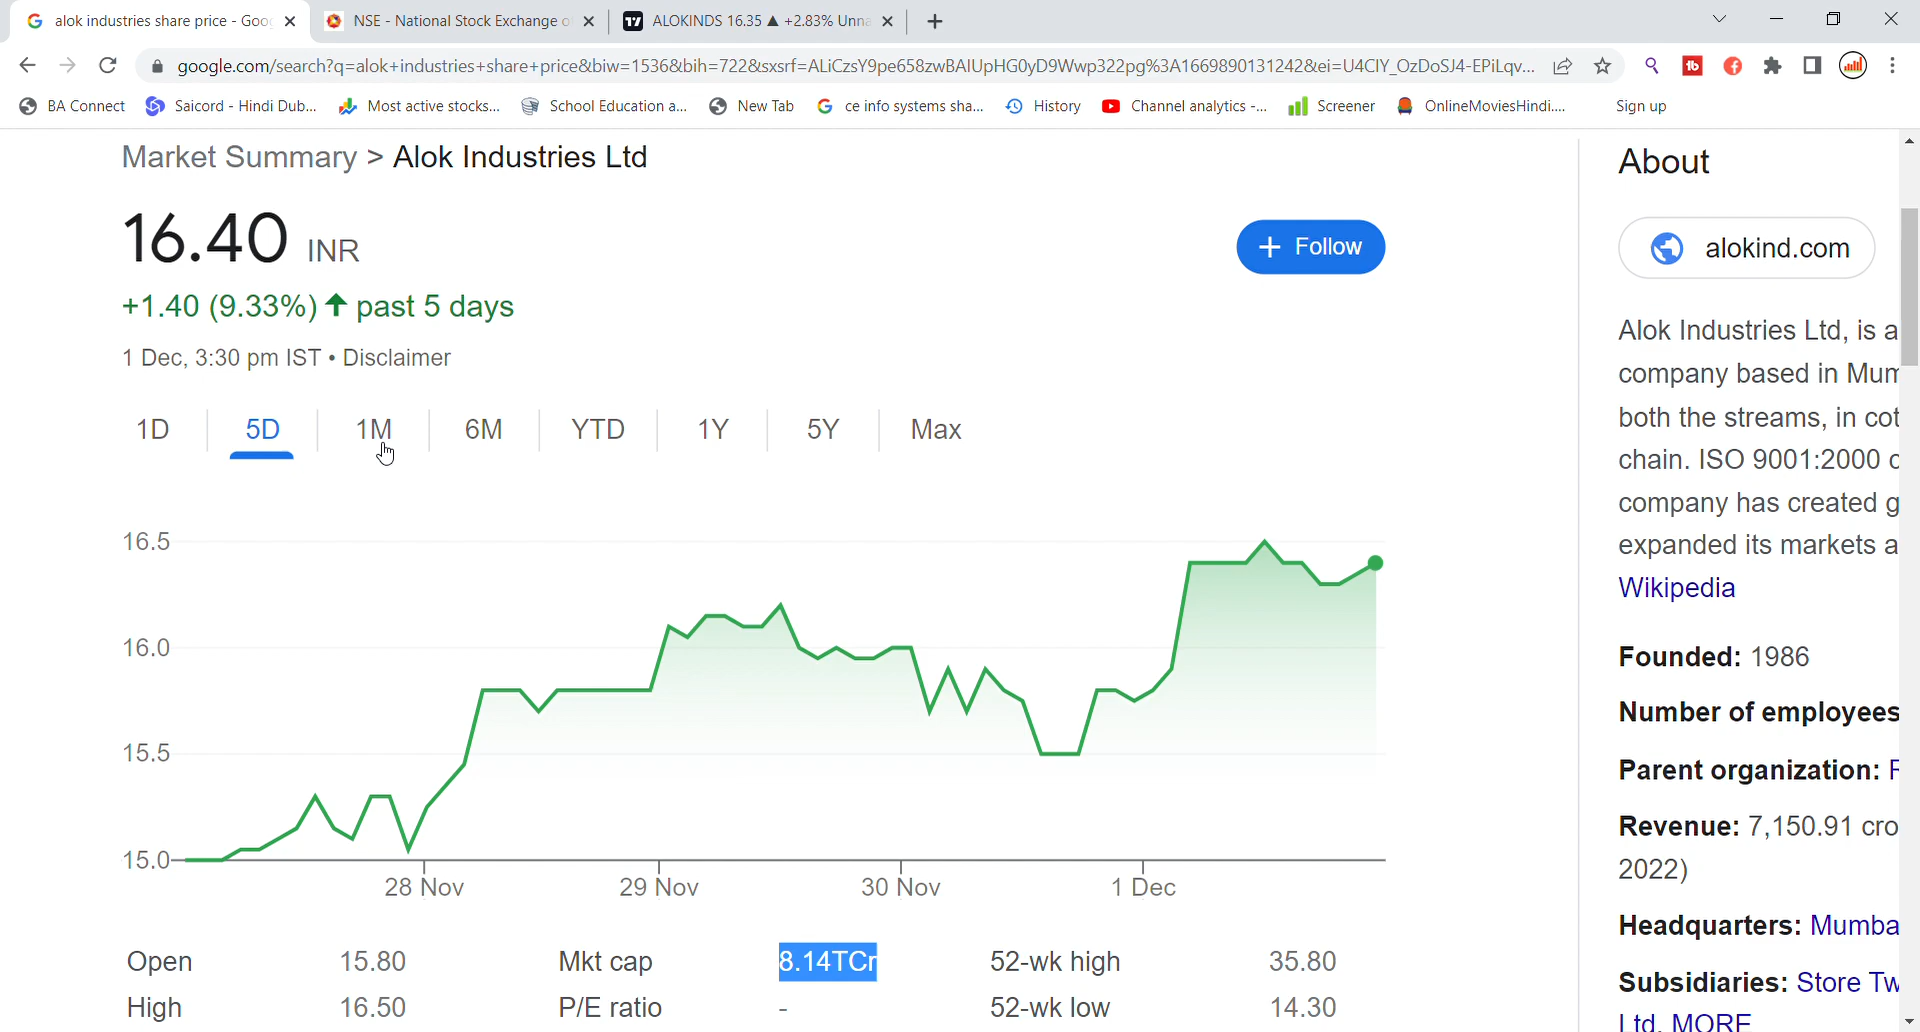 alok industries share price - Goo
NSE - National Stock Exchange o
ALOKINDS 16.35 ▲ +2.83% Unna
google.com/search?q=alok+industries+share+price&biw=1536&bih=722&sxsrf=ALiCzsY9pe658zwBAIUpHG0yD9Wwp322pg%3A1669890131242&ei=U4CIY_OzDoSJ4-EPiLqv...
BA Connect
Saicord - Hindi Dub...
Most active stocks...
School Education a...
New Tab
ce info systems sha...
History
Channel analytics -...
Screener
OnlineMoviesHindi....
Sign up
Market Summary > Alok Industries Ltd
16.40 INR
+ Follow
+1.40 (9.33%) ↑ past 5 days
1 Dec, 3:30 pm IST • Disclaimer
1D 5D 1M 6M YTD 1Y 5Y Max
16.5
16.0
15.5
15.0
28 Nov 29 Nov 30 Nov 1 Dec
Open 15.80 Mkt cap 8.14TCr 52-wk high 35.80
High 16.50 P/E ratio - 52-wk low 14.30
About
alokind.com
Alok Industries Ltd, is a
company based in Mum
both the streams, in cot
chain. ISO 9001:2000 c
company has created g
expanded its markets a
Wikipedia
Founded: 1986
Number of employees
Parent organization: R
Revenue: 7,150.91 cro
2022)
Headquarters: Mumba
Subsidiaries: Store Tw
Ltd, MORE